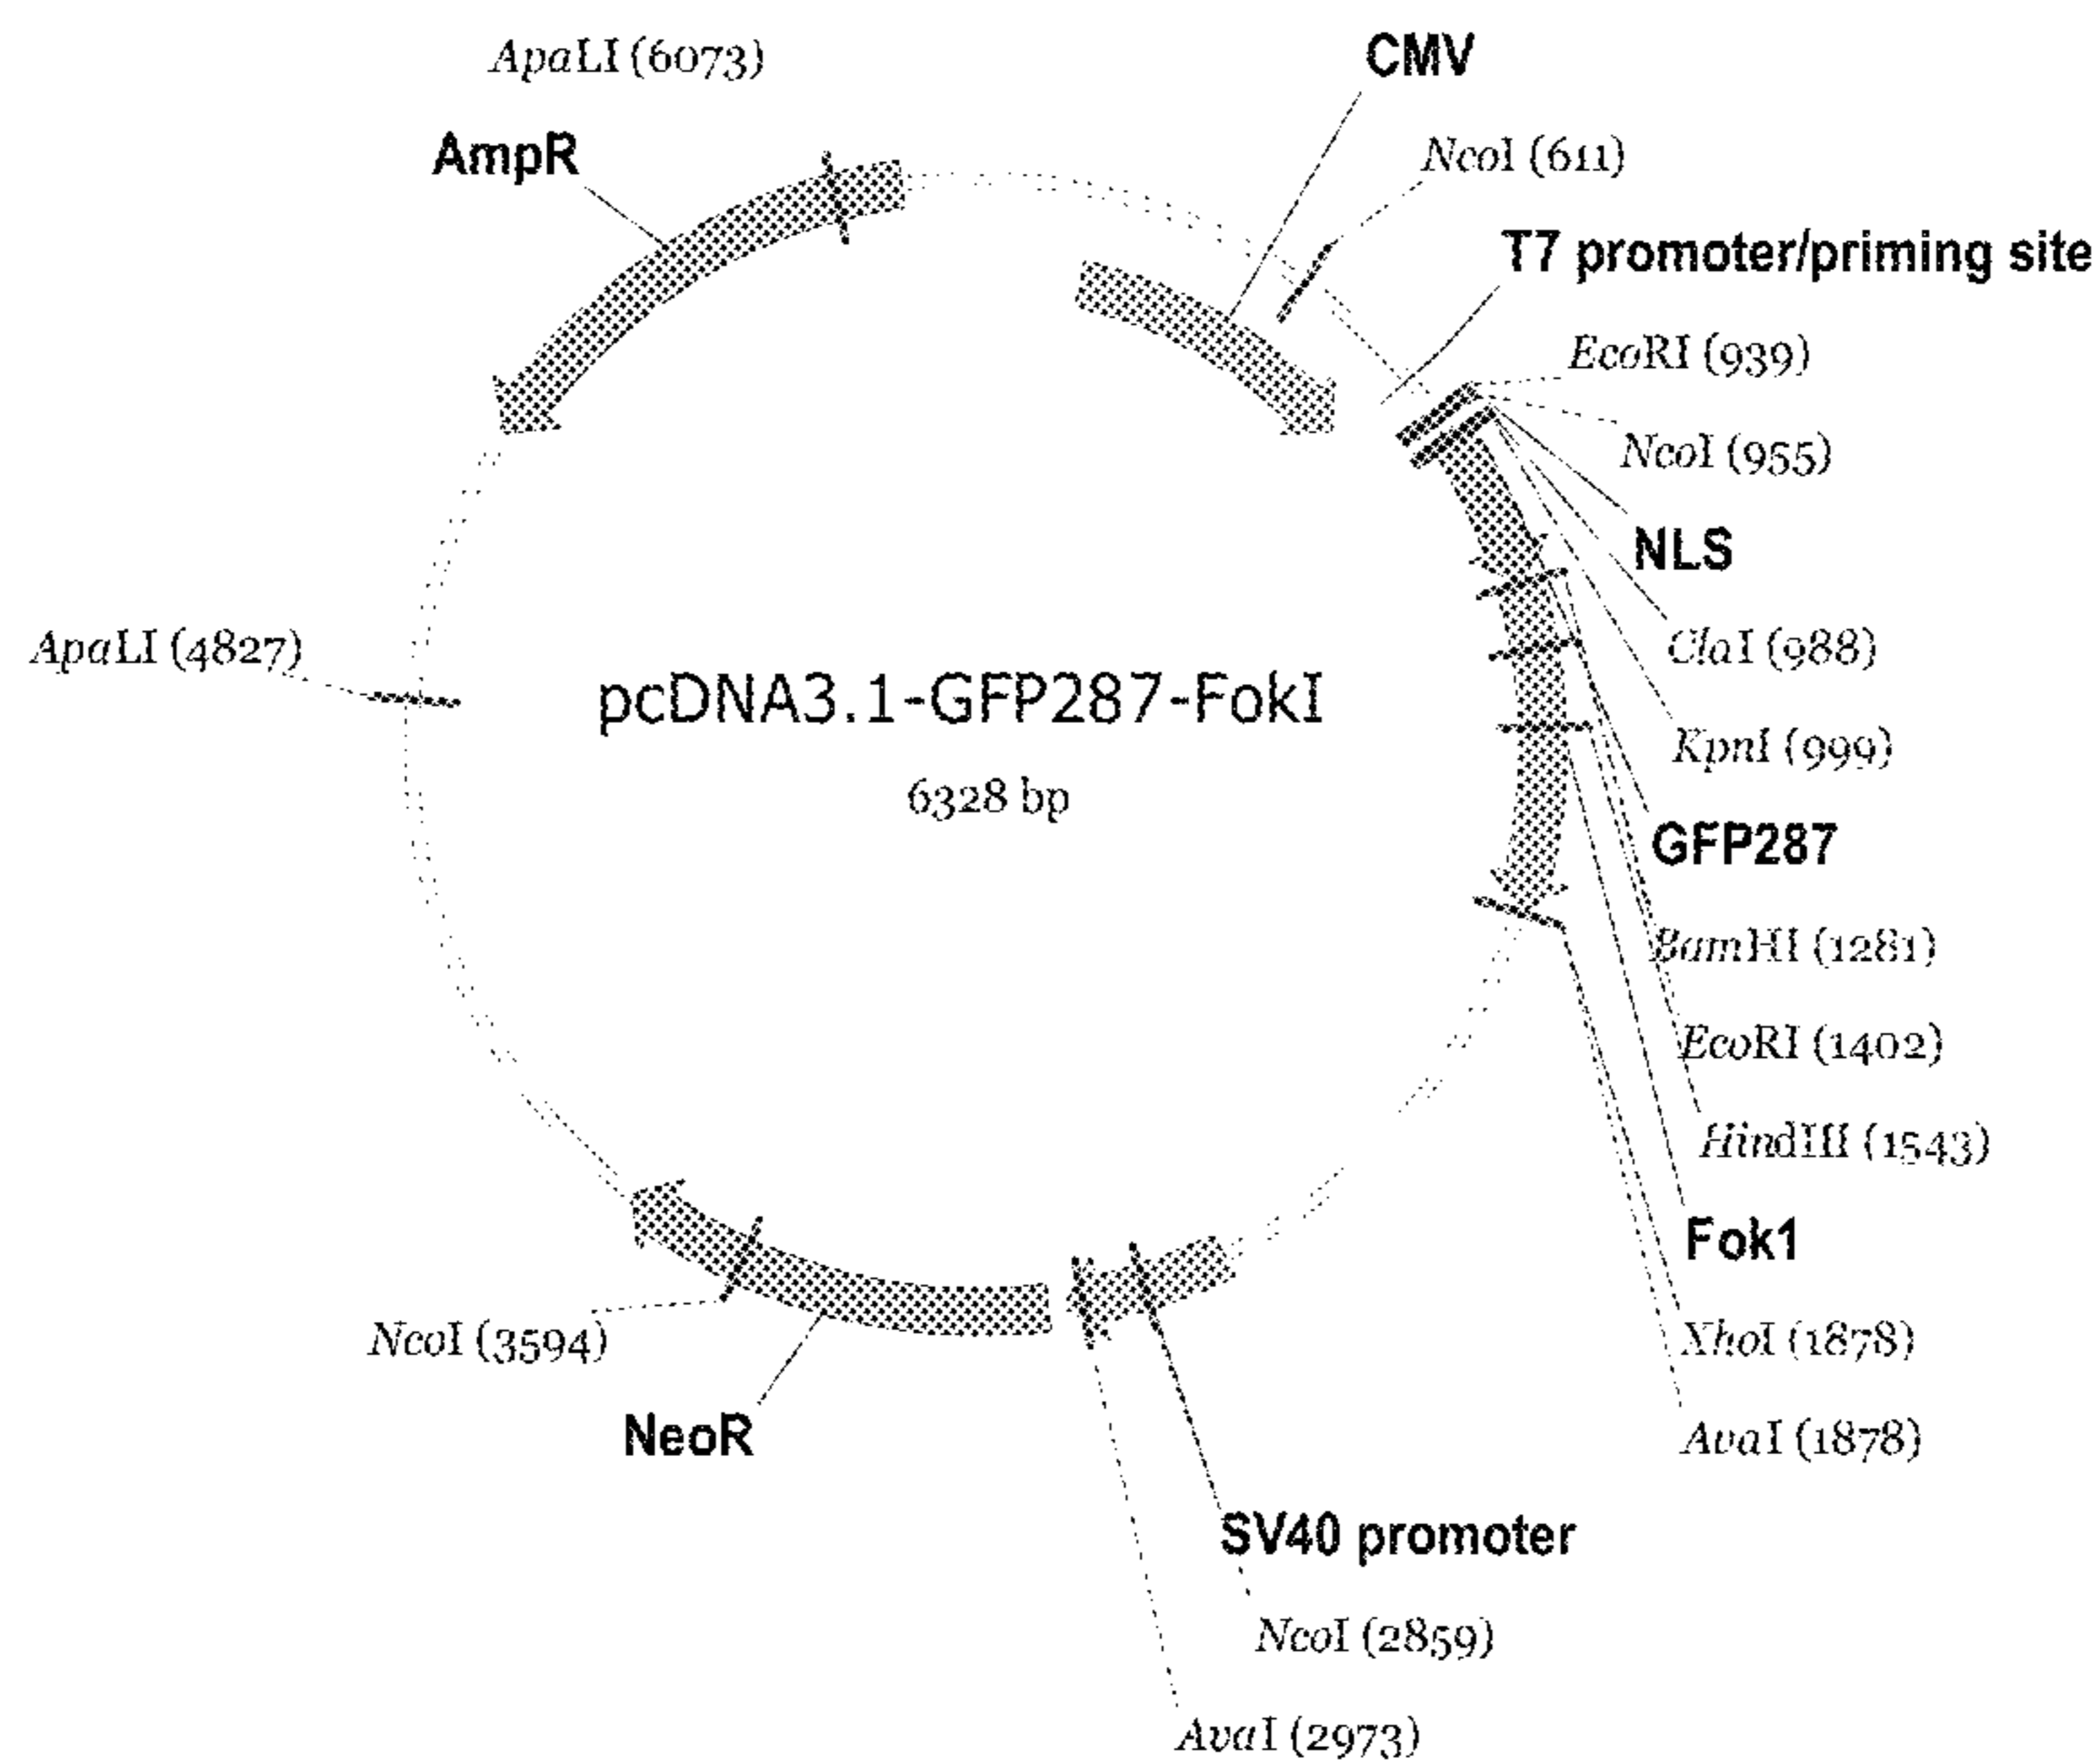 ApaLI (6073)
CMV
AmpR
NcoI (611)
T7 promoter/priming site
EcoRI (939)
NcoI (955)
NLS
ClaI (988)
ApaLI (4827)
pcDNA3.1-GFP287-FokI
6328 bp
KpnI (999)
GFP287
BamHI (1281)
EcoRI (1402)
HindIII (1543)
Fok1
XhoI (1878)
AvaI (1878)
NcoI (3594)
NeoR
SV40 promoter
NcoI (2859)
AvaI (2973)